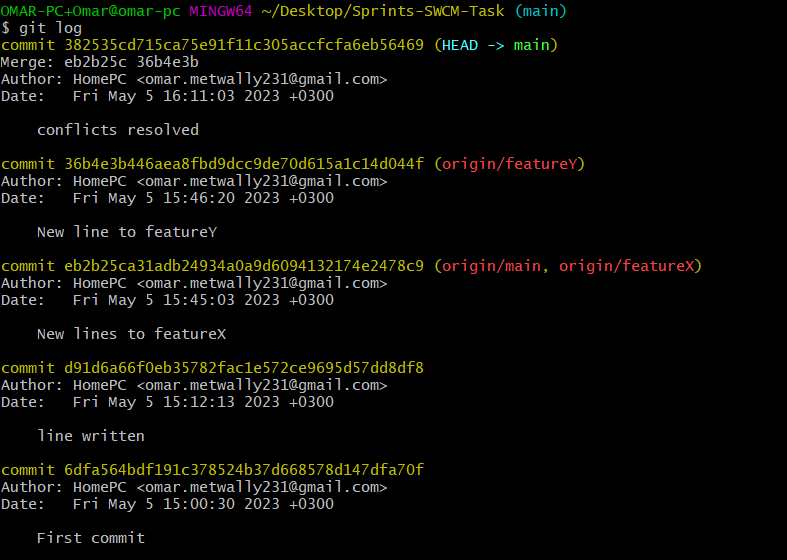 OMAR-PC+Omar@omar-pc MINGW64 ~/Desktop/Sprints-SWCM-Task (main)
$ git log
commit 382535cd715ca75e91f11c305accfcfa6eb56469 (HEAD -> main)
Merge: eb2b25c 36b4e3b
Author: HomePC <omar.metwally231@gmail.com>
Date:   Fri May 5 16:11:03 2023 +0300

    conflicts resolved

commit 36b4e3b446aea8fbd9dcc9de70d615a1c14d044f (origin/featureY)
Author: HomePC <omar.metwally231@gmail.com>
Date:   Fri May 5 15:46:20 2023 +0300

    New line to featureY

commit eb2b25ca31adb24934a0a9d6094132174e2478c9 (origin/main, origin/featureX)
Author: HomePC <omar.metwally231@gmail.com>
Date:   Fri May 5 15:45:03 2023 +0300

    New lines to featureX

commit d91d6a66f0eb35782fac1e572ce9695d57dd8df8
Author: HomePC <omar.metwally231@gmail.com>
Date:   Fri May 5 15:12:13 2023 +0300

    line written

commit 6dfa564bdf191c378524b37d668578d147dfa70f
Author: HomePC <omar.metwally231@gmail.com>
Date:   Fri May 5 15:00:30 2023 +0300

    First commit